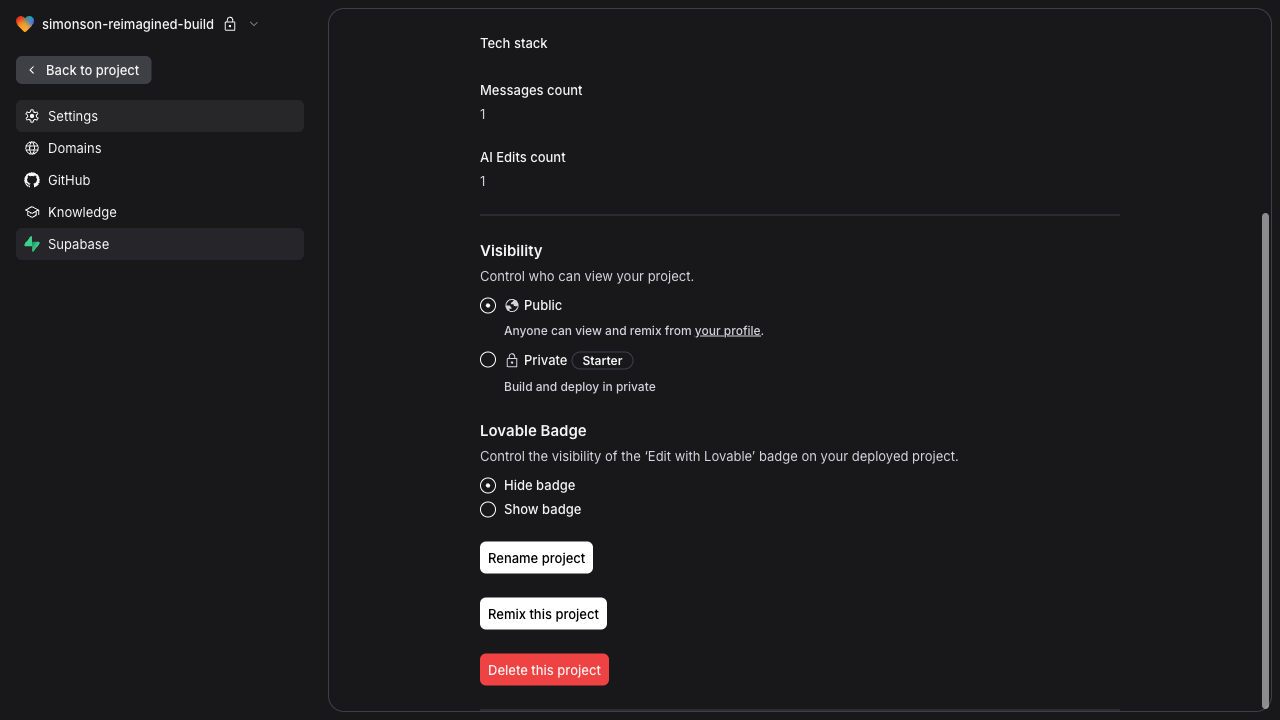 simonson-reimagined-build
Back to project
Settings
Domains
GitHub
Knowledge
Supabase
Tech stack
Messages count
1
AI Edits count
1
Visibility
Control who can view your project.
Public
Anyone can view and remix from your profile.
Private Starter
Build and deploy in private
Lovable Badge
Control the visibility of the ‘Edit with Lovable’ badge on your deployed project.
Hide badge
Show badge
Rename project
Remix this project
Delete this project